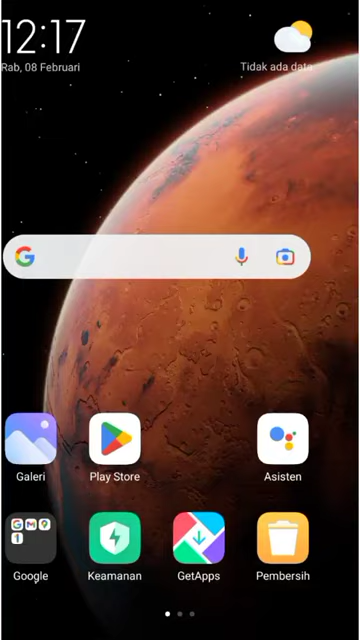 12:17
Rab, 08 Februari
Tidak ada data
Galeri
Play Store
Asisten
Google
Keamanan
GetApps
Pembersih